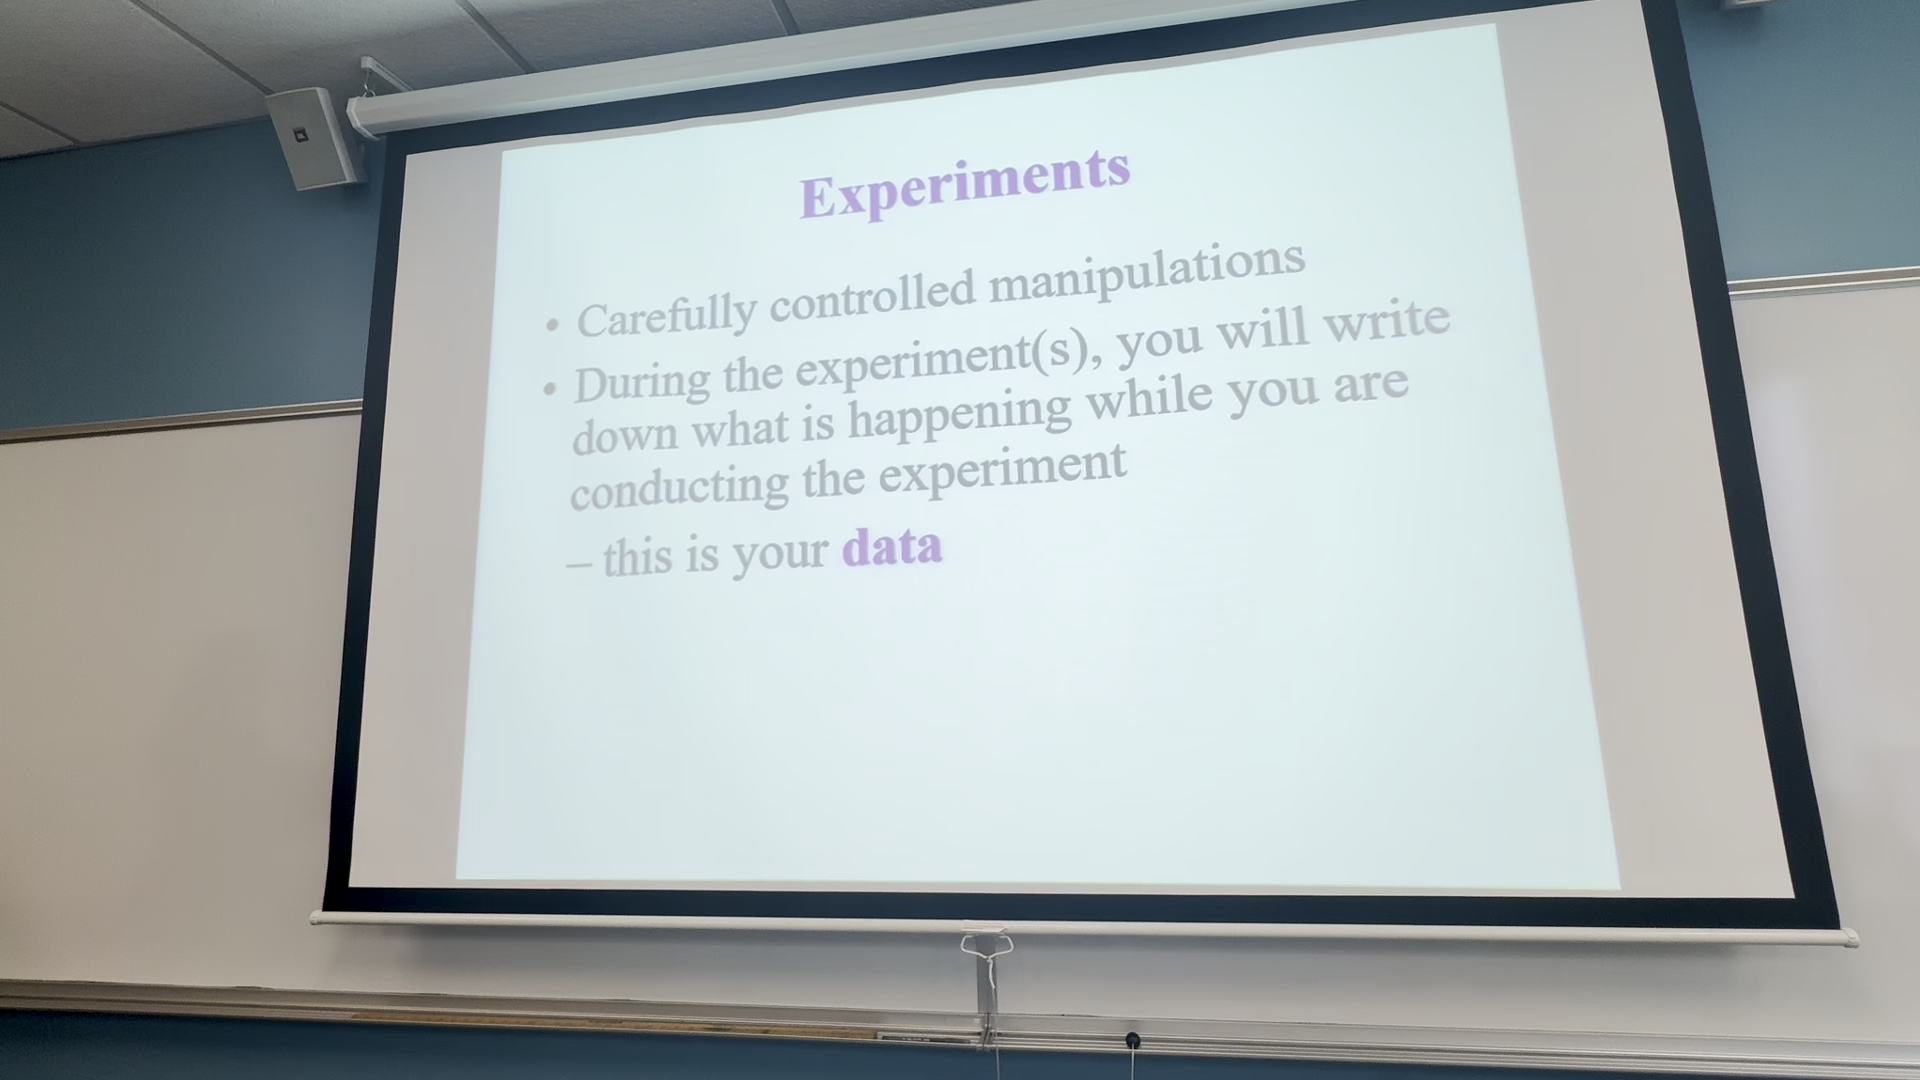 Experiments
• Carefully controlled manipulations
• During the experiment(s), you will write
down what is happening while you are
conducting the experiment
– this is your data